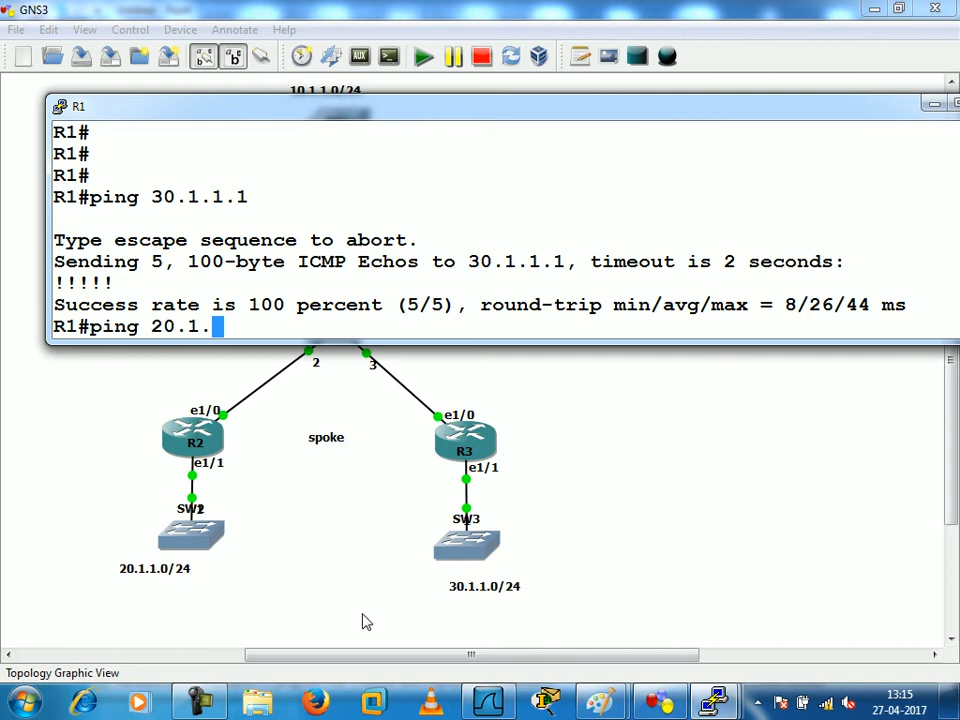 GNS3
File Edit View Control Device Annotate Help
10.1.1.0/24
R1
R1#
R1#
R1#
R1#ping 30.1.1.1
Type escape sequence to abort.
Sending 5, 100-byte ICMP Echos to 30.1.1.1, timeout is 2 seconds:
!!!!!
Success rate is 100 percent (5/5), round-trip min/avg/max = 8/26/44 ms
R1#ping 20.1.
2 3
e1/0 e1/0
R2 spoke R3
e1/1 e1/1
SW3
20.1.1.0/24 30.1.1.0/24
Topology Graphic View
13:15
27-04-2017